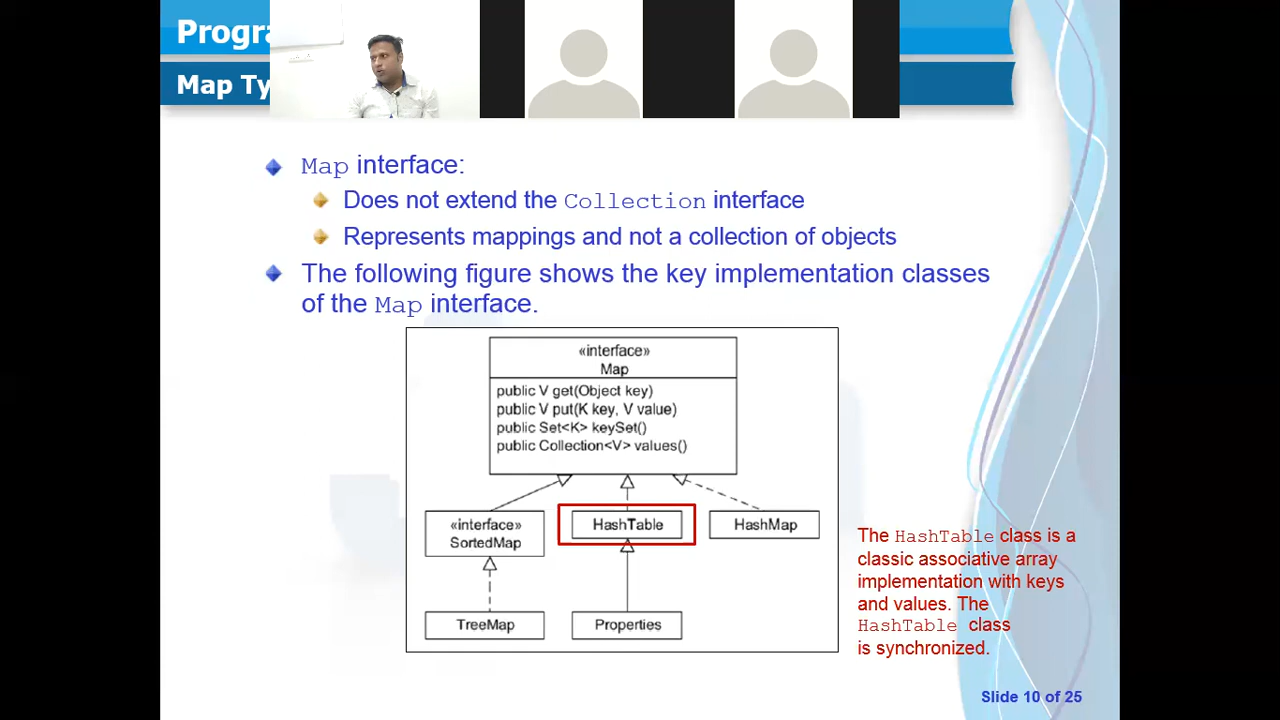 Progra
Map Ty
Map interface:
Does not extend the Collection interface
Represents mappings and not a collection of objects
The following figure shows the key implementation classes
of the Map interface.
«interface»
Map
public V get(Object key)
public V put(K key, V value)
public Set<K> keySet()
public Collection<V> values()
«interface»
SortedMap
HashTable
HashMap
TreeMap
Properties
The HashTable class is a
classic associative array
implementation with keys
and values. The
HashTable class
is synchronized.
Slide 10 of 25